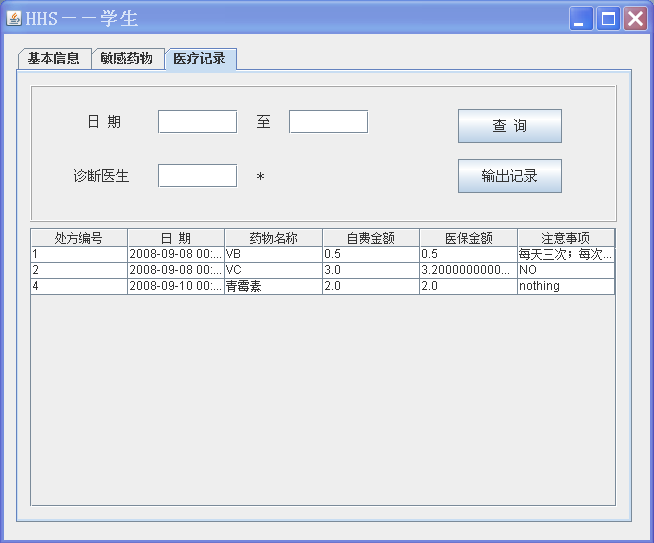 HHS－－学生
基本信息 敏感药物 医疗记录
日 期 至 查 询
诊断医生 * 输出记录
处方编号 日 期 药物名称 自费金额 医保金额 注意事项
1 2008-09-08 00:... VB 0.5 0.5 每天三次；每次...
2 2008-09-08 00:... VC 3.0 3.2000000000... NO
4 2008-09-10 00:... 青霉素 2.0 2.0 nothing